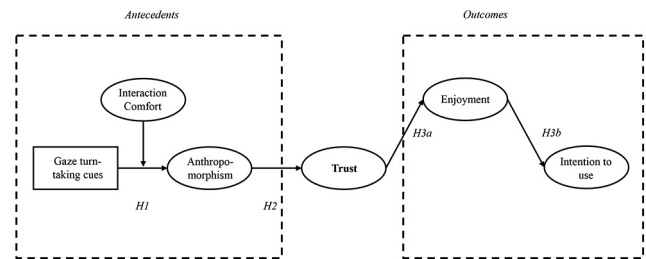 Antecedents
Outcomes
Interaction
Comfort
Gaze turn-
taking cues
Anthropo-
morphism
Trust
Enjoyment
Intention to
use
H1
H2
H3a
H3b